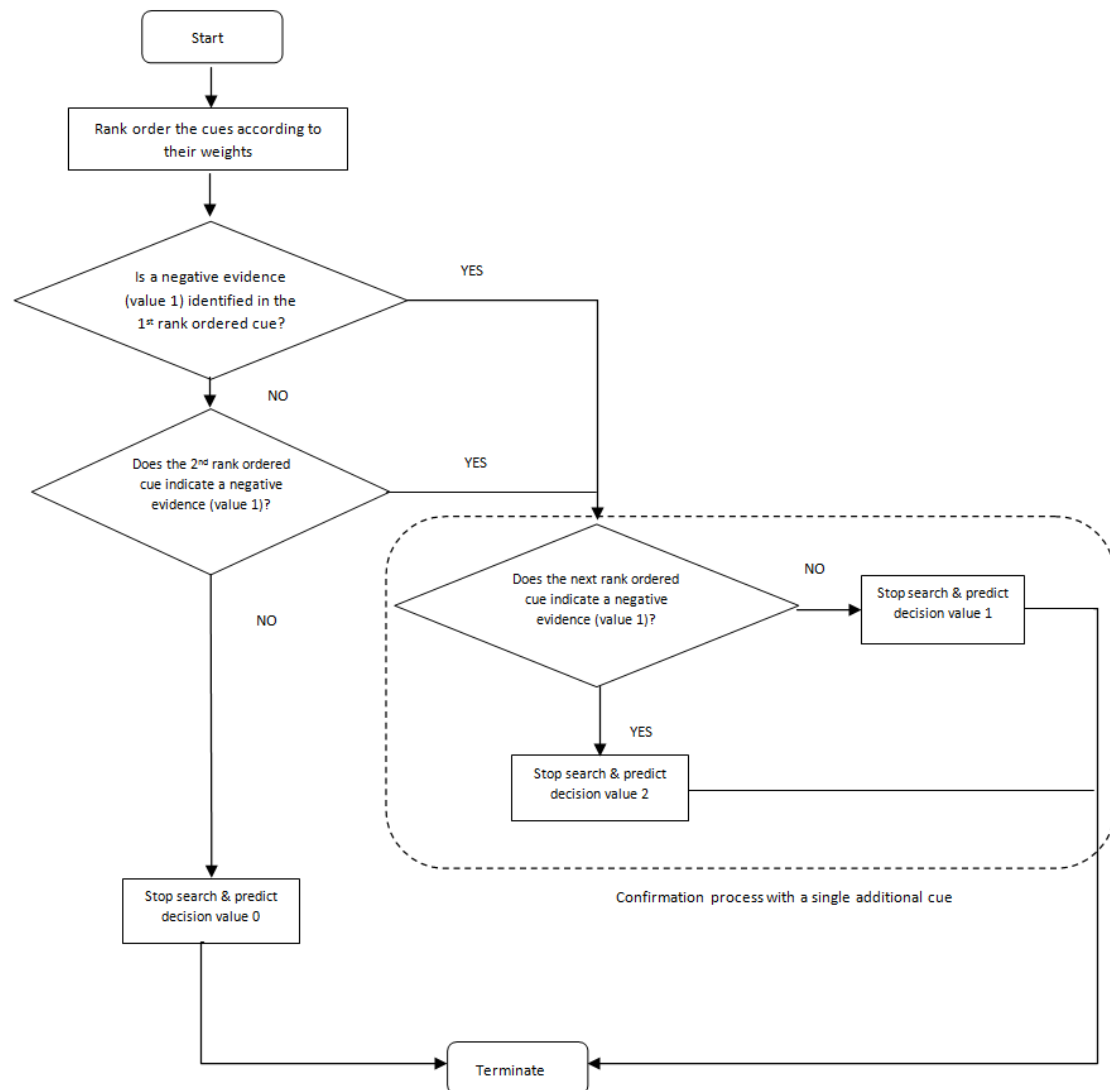 Start
Rank order the cues according to
their weights
Is a negative evidence
(value 1) identified in the
1st rank ordered cue?
YES
NO
Does the 2nd rank ordered
cue indicate a negative
evidence (value 1)?
YES
NO
Does the next rank ordered
cue indicate a negative
evidence (value 1)?
NO
Stop search & predict
decision value 1
YES
Stop search & predict
decision value 2
Confirmation process with a single additional cue
Stop search & predict
decision value 0
Terminate